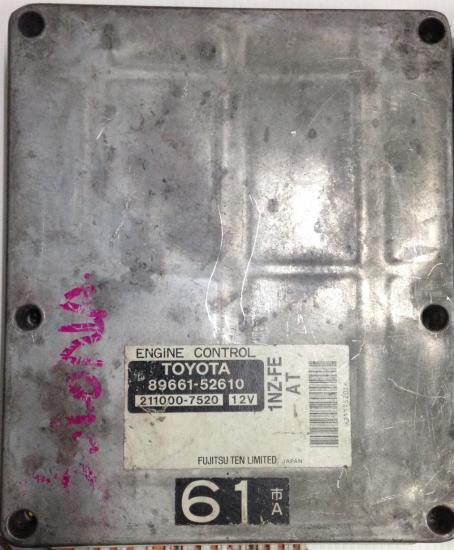 ENGINE CONTROL
TOYOTA
89661-52610
211000-7520 12V
1NZ-FE
AT
FUJITSU TEN LIMITED JAPAN
61 市
A